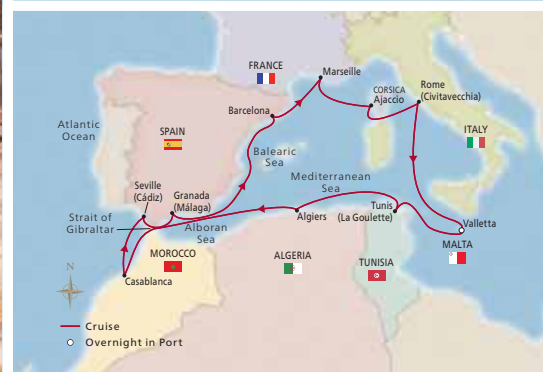 FRANCE
Marseille
CORSICA
Ajaccio
Rome
(Civitavecchia)
Barcelona
Atlantic
Ocean
SPAIN
ITALY
Balearic
Sea
Mediterranean
Sea
Seville
(Cádiz)
Granada
(Málaga)
Tunis
(La Goulette)
Algiers
Strait of
Gibraltar
Alboran
Sea
Valletta
MALTA
MOROCCO
ALGERIA
TUNISIA
N
Casablanca
Cruise
Overnight in Port